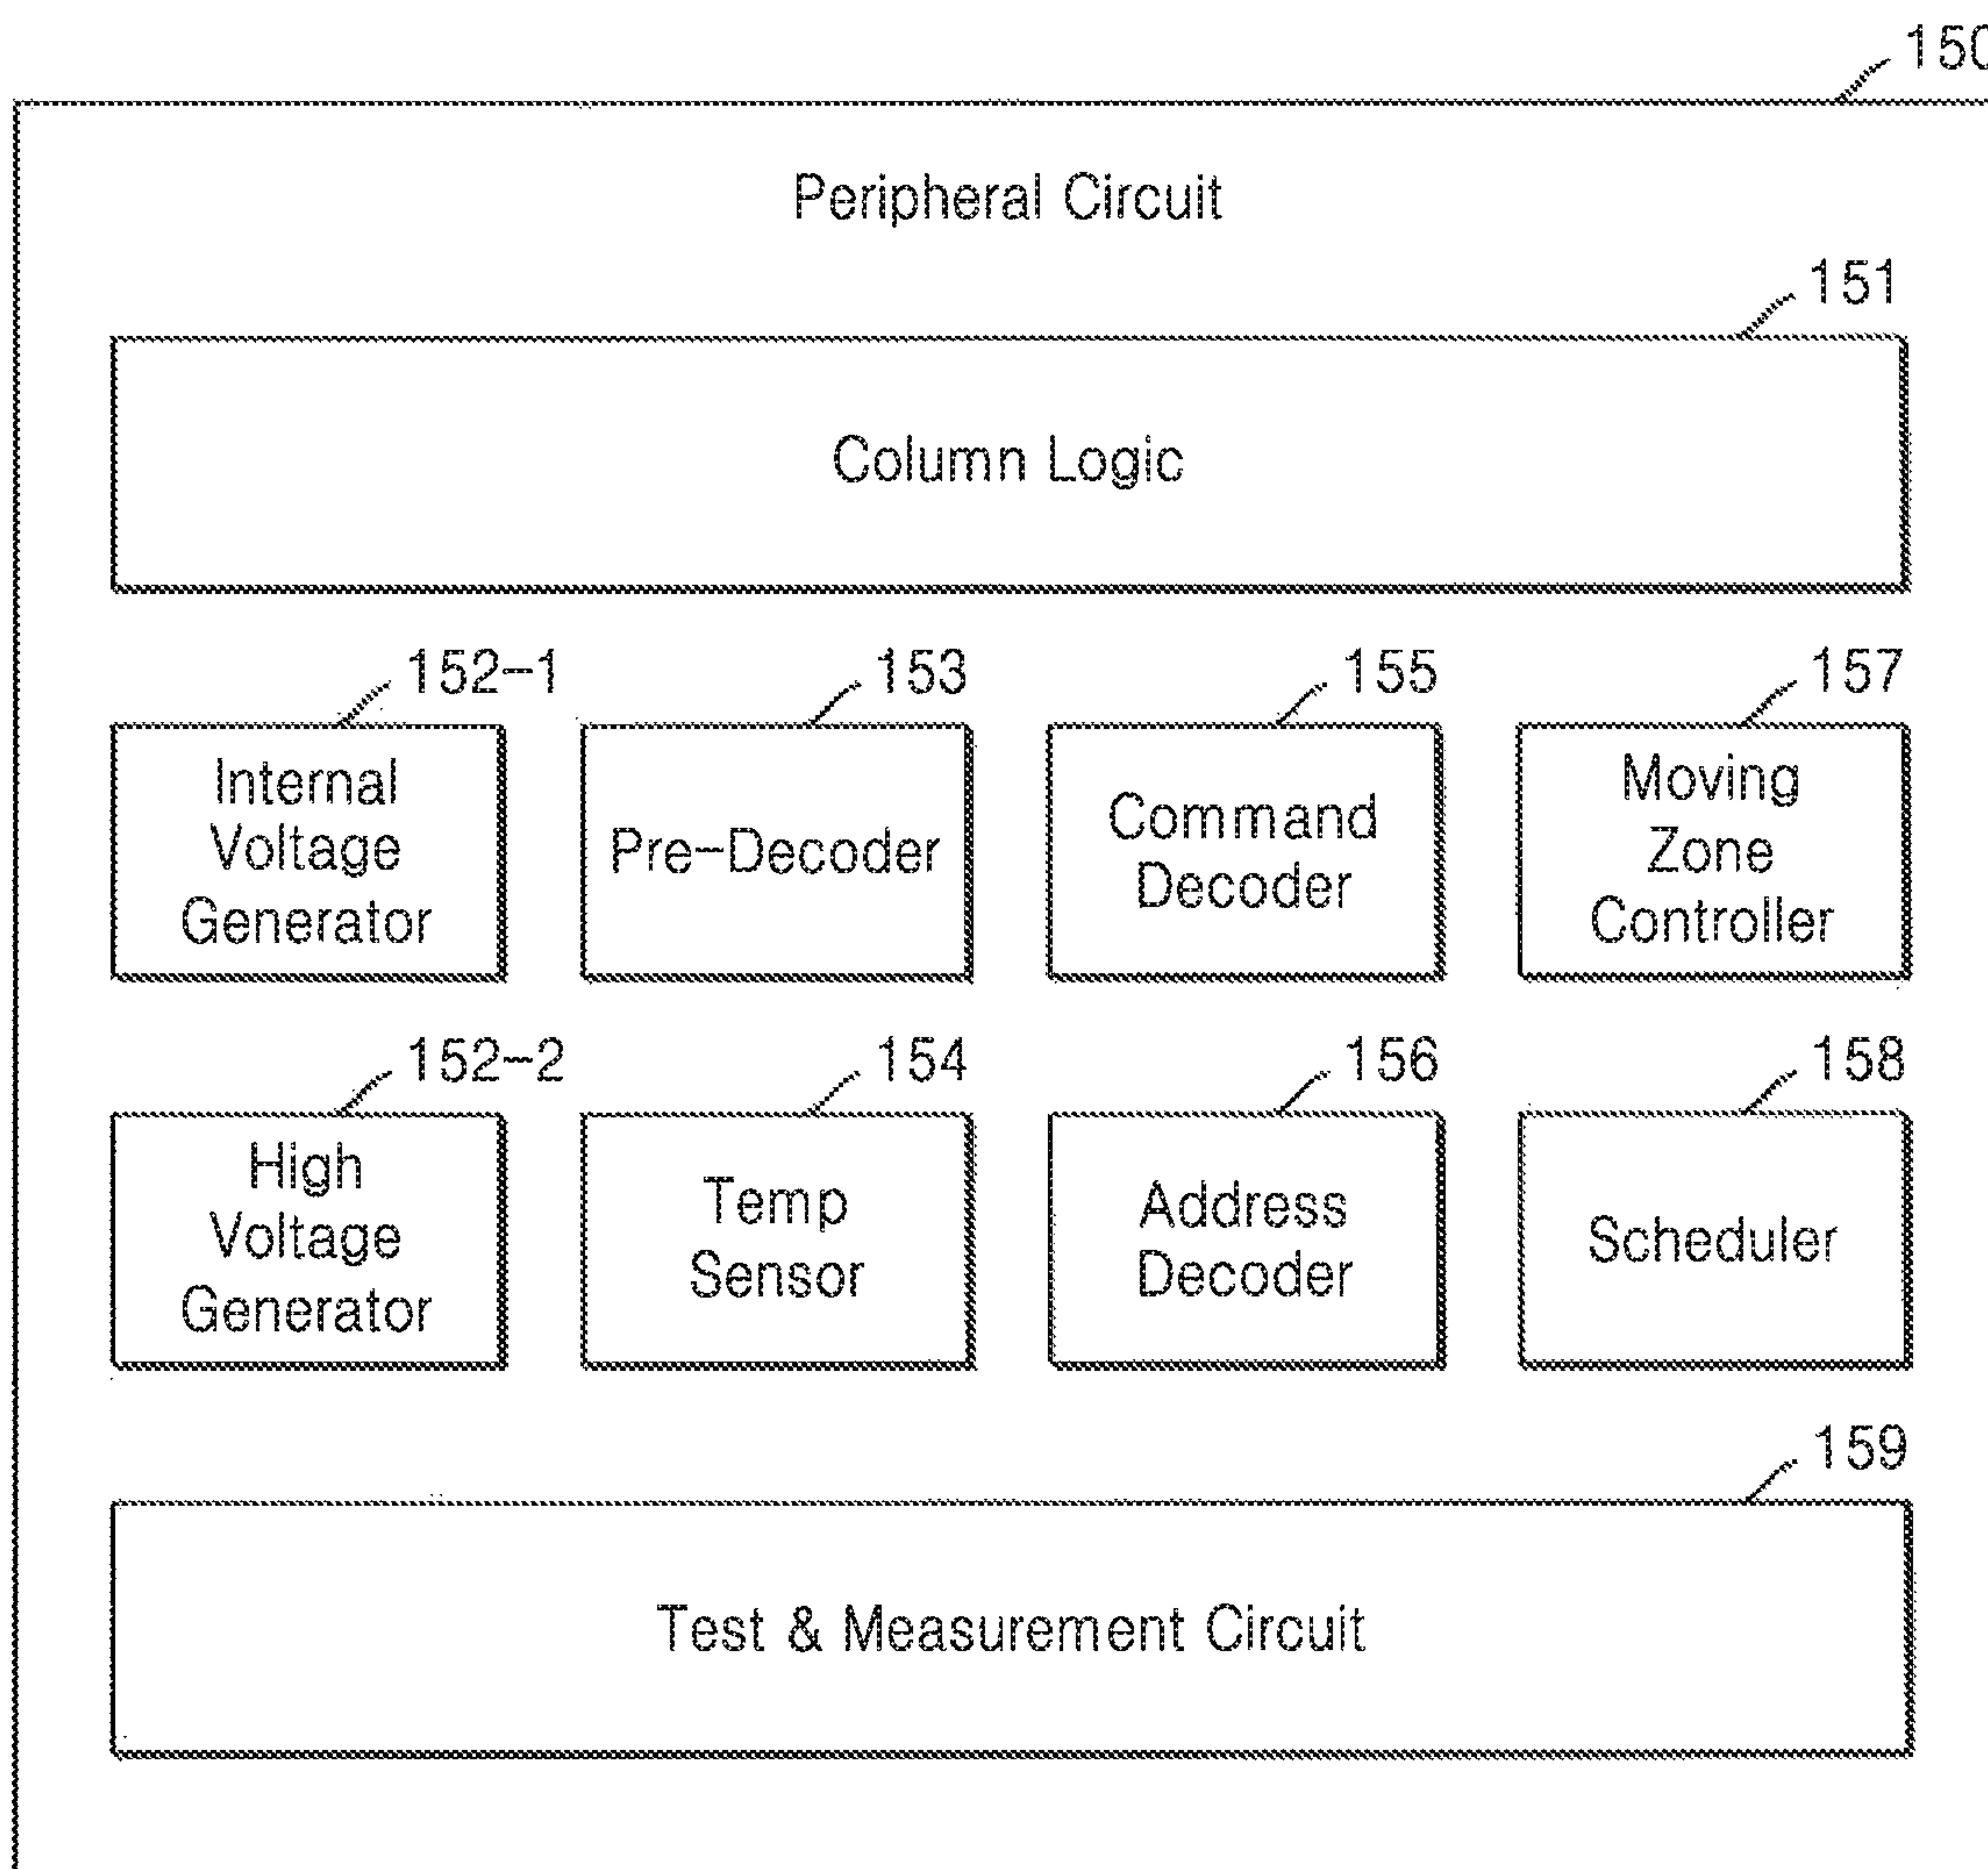 150
Peripheral Circuit
151
Column Logic
152-1
153
155
157
Internal
Voltage
Generator
Pre-Decoder
Command
Decoder
Moving
Zone
Controller
152-2
154
156
158
High
Voltage
Generator
Temp
Sensor
Address
Decoder
Scheduler
159
Test & Measurement Circuit